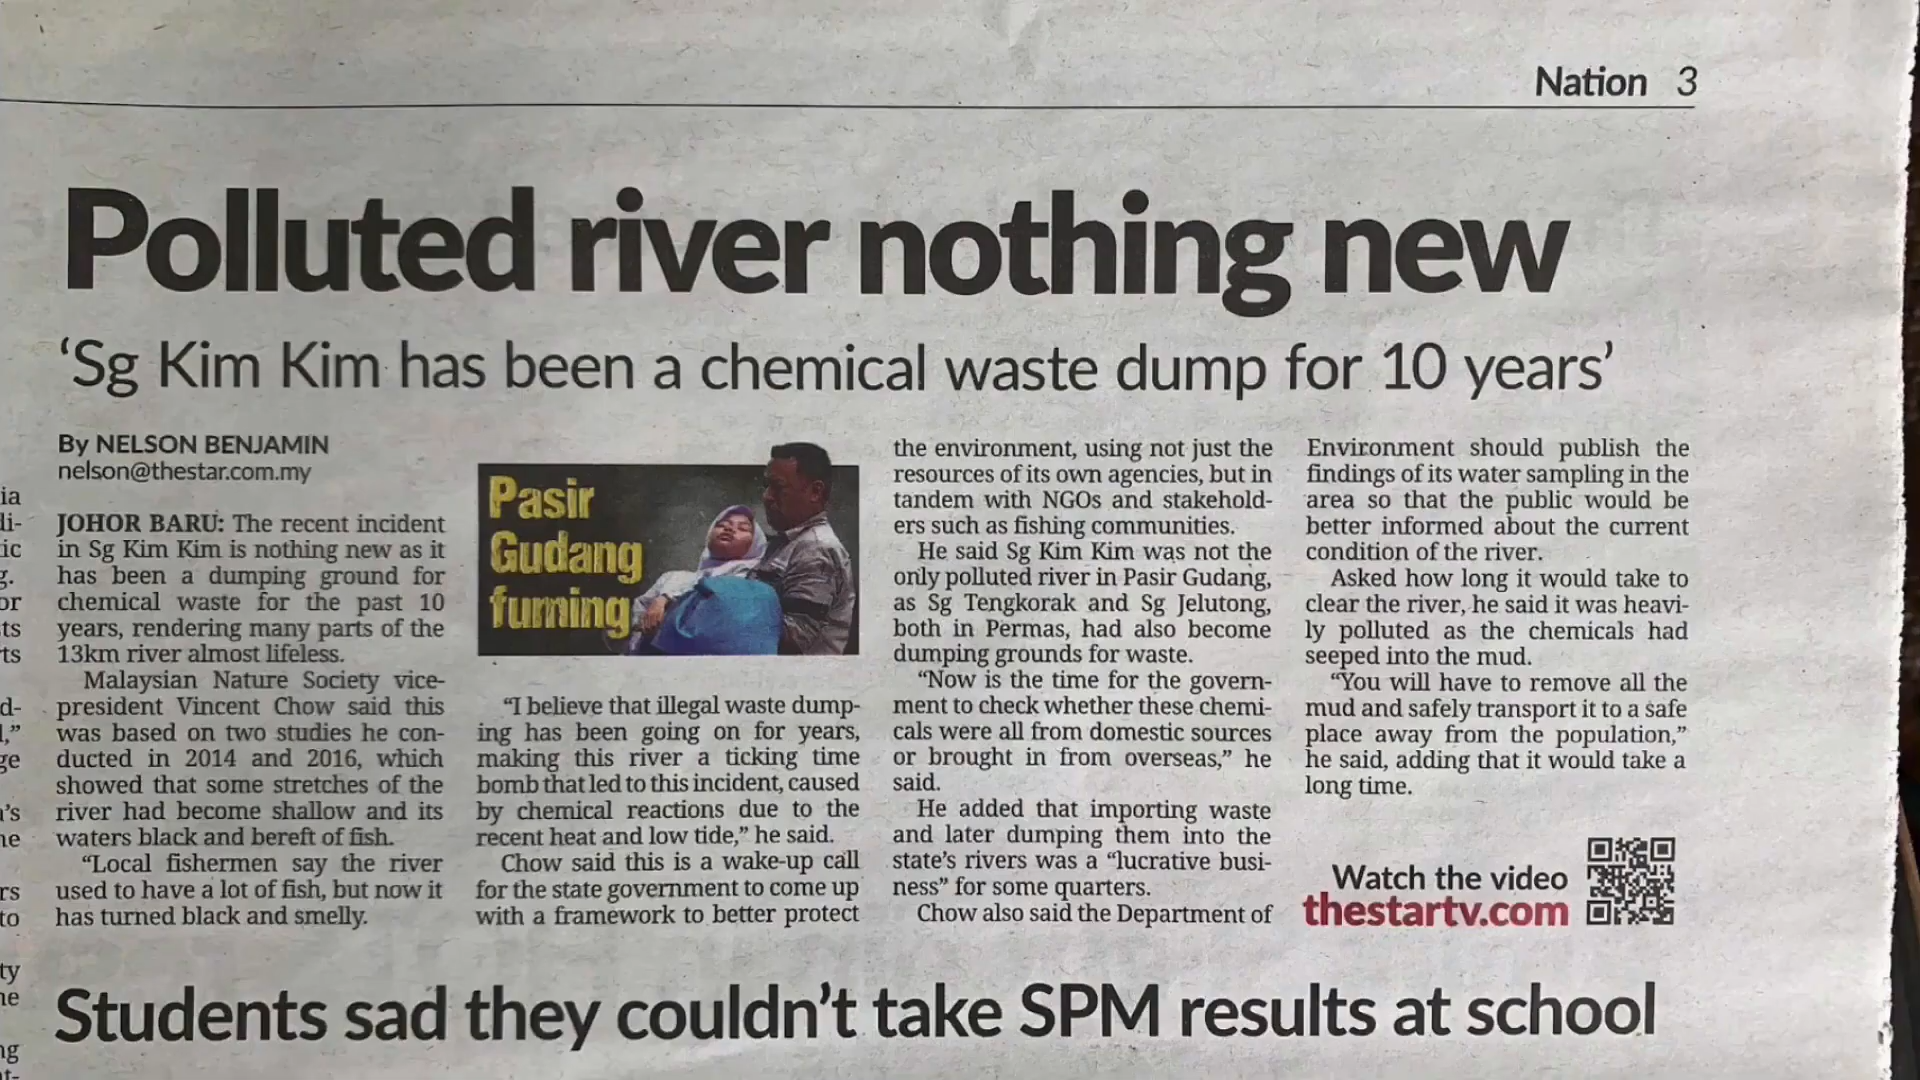 Nation 3
Polluted river nothing new
‘Sg Kim Kim has been a chemical waste dump for 10 years’
By NELSON BENJAMIN
nelson@thestar.com.my
JOHOR BARU: The recent incident
in Sg Kim Kim is nothing new as it
has been a dumping ground for
chemical waste for the past 10
years, rendering many parts of the
13km river almost lifeless.
Malaysian Nature Society vice-
president Vincent Chow said this
was based on two studies he con-
ducted in 2014 and 2016, which
showed that some stretches of the
river had become shallow and its
waters black and bereft of fish.
“Local fishermen say the river
used to have a lot of fish, but now it
has turned black and smelly.
Pasir
Gudang
fuming
“I believe that illegal waste dump-
ing has been going on for years,
making this river a ticking time
bomb that led to this incident, caused
by chemical reactions due to the
recent heat and low tide,” he said.
Chow said this is a wake-up call
for the state government to come up
with a framework to better protect
the environment, using not just the
resources of its own agencies, but in
tandem with NGOs and stakehold-
ers such as fishing communities.
He said Sg Kim Kim was not the
only polluted river in Pasir Gudang,
as Sg Tengkorak and Sg Jelutong,
both in Permas, had also become
dumping grounds for waste.
“Now is the time for the govern-
ment to check whether these chemi-
cals were all from domestic sources
or brought in from overseas,” he
said.
He added that importing waste
and later dumping them into the
state’s rivers was a “lucrative busi-
ness” for some quarters.
Chow also said the Department of
Environment should publish the
findings of its water sampling in the
area so that the public would be
better informed about the current
condition of the river.
Asked how long it would take to
clear the river, he said it was heavi-
ly polluted as the chemicals had
seeped into the mud.
“You will have to remove all the
mud and safely transport it to a safe
place away from the population,”
he said, adding that it would take a
long time.
Watch the video
thestartv.com
Students sad they couldn’t take SPM results at school